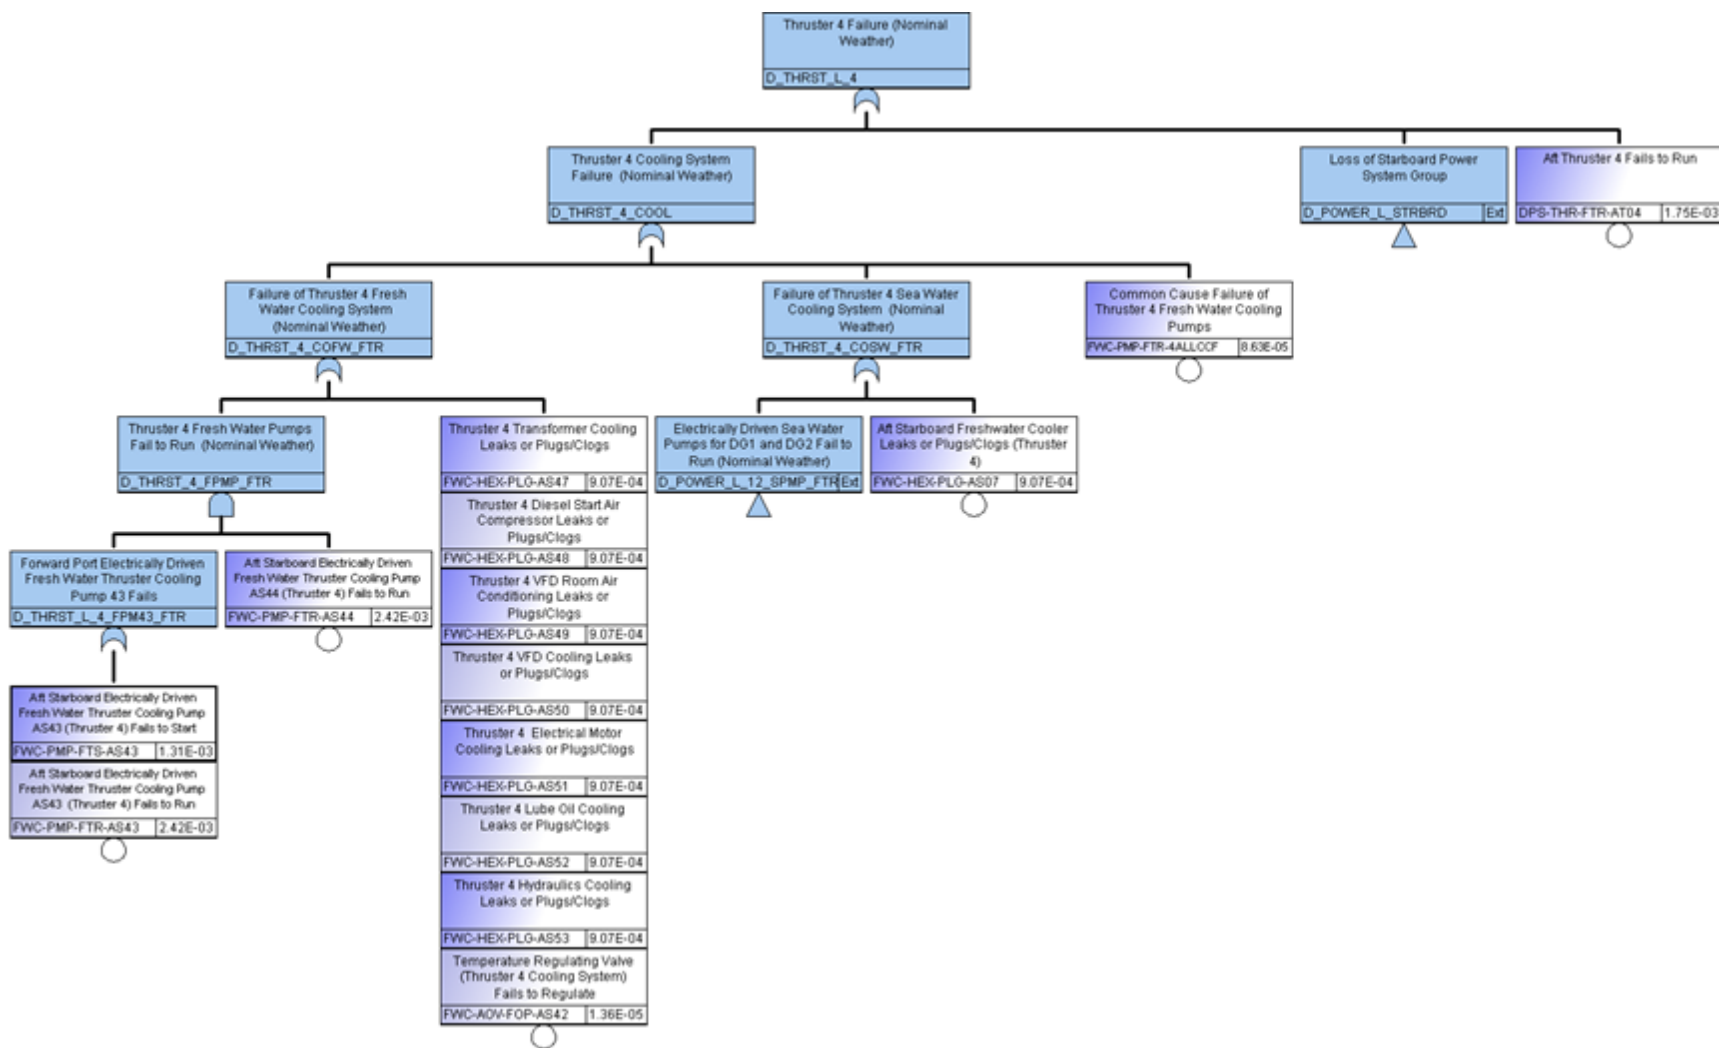 Thruster 4 Failure (Nominal
Weather)
D_THRST_L_4
Thruster 4 Cooling System
Failure (Nominal Weather)
D_THRST_4_COOL
Loss of Starboard Power
System Group
D_POWER_L_STRBRD Ext
Aft Thruster 4 Fails to Run
DPS-THR-FTR-AT04 1.75E-03
Failure of Thruster 4 Fresh
Water Cooling System
(Nominal Weather)
D_THRST_4_COFW_FTR
Failure of Thruster 4 Sea Water
Cooling System (Nominal
Weather)
D_THRST_4_COSW_FTR
Common Cause Failure of
Thruster 4 Fresh Water Cooling
Pumps
FWC-PMP-FTR-4ALLCCF 8.63E-05
Thruster 4 Fresh Water Pumps
Fail to Run (Nominal Weather)
D_THRST_4_FPMP_FTR
Thruster 4 Transformer Cooling
Leaks or Plugs/Clogs
FWC-HEX-PLG-AS47 9.07E-04
Electrically Driven Sea Water
Pumps for DG1 and DG2 Fail to
Run (Nominal Weather)
D_POWER_L_12_SPMP_FTR Ext
Aft Starboard Freshwater Cooler
Leaks or Plugs/Clogs (Thruster
4)
FWC-HEX-PLG-AS07 9.07E-04
Thruster 4 Diesel Start Air
Compressor Leaks or
Plugs/Clogs
FWC-HEX-PLG-AS48 9.07E-04
Forward Port Electrically Driven
Fresh Water Thruster Cooling
Pump 43 Fails
D_THRST_L_4_FPM43_FTR
Aft Starboard Electrically Driven
Fresh Water Thruster Cooling Pump
AS44 (Thruster 4) Fails to Run
FWC-PMP-FTR-AS44 2.42E-03
Thruster 4 VFD Room Air
Conditioning Leaks or
Plugs/Clogs
FWC-HEX-PLG-AS49 9.07E-04
Thruster 4 VFD Cooling Leaks
or Plugs/Clogs
FWC-HEX-PLG-AS50 9.07E-04
Aft Starboard Electrically Driven
Fresh Water Thruster Cooling Pump
AS43 (Thruster 4) Fails to Start
FWC-PMP-FTS-AS43 1.31E-03
Aft Starboard Electrically Driven
Fresh Water Thruster Cooling Pump
AS43 (Thruster 4) Fails to Run
FWC-PMP-FTR-AS43 2.42E-03
Thruster 4 Electrical Motor
Cooling Leaks or Plugs/Clogs
FWC-HEX-PLG-AS51 9.07E-04
Thruster 4 Lube Oil Cooling
Leaks or Plugs/Clogs
FWC-HEX-PLG-AS52 9.07E-04
Thruster 4 Hydraulics Cooling
Leaks or Plugs/Clogs
FWC-HEX-PLG-AS53 9.07E-04
Temperature Regulating Valve
(Thruster 4 Cooling System)
Fails to Regulate
FWC-AOV-FOP-AS42 1.36E-05